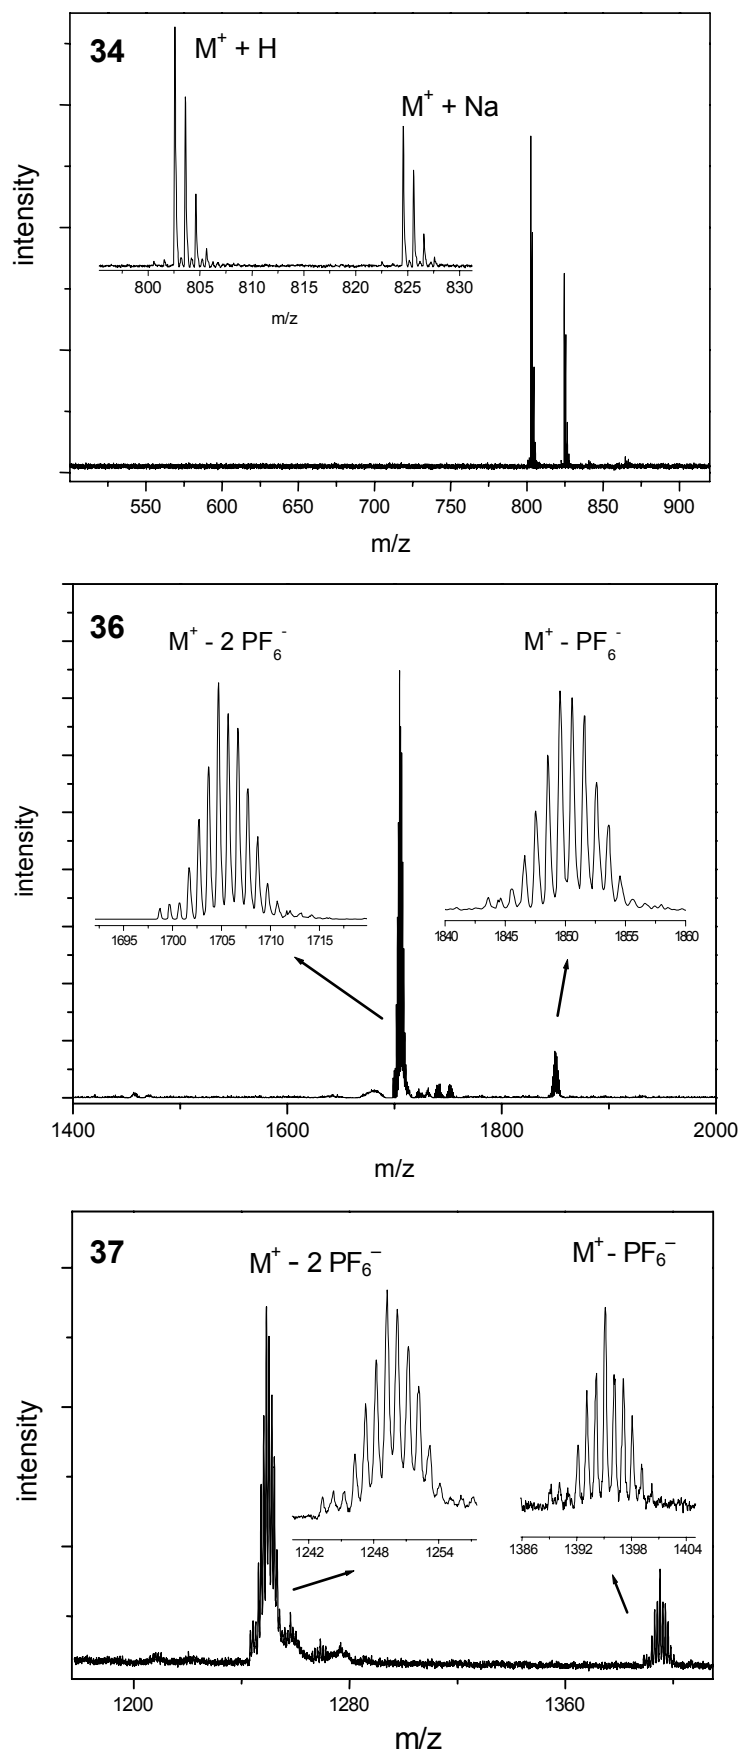 34
M⁺ + H
M⁺ + Na
intensity
800 805 810 815 820 825 830
m/z
550 600 650 700 750 800 850 900
m/z
36
M⁺ - 2 PF₆⁻
M⁺ - PF₆⁻
intensity
1695 1700 1705 1710 1715
1840 1845 1850 1855 1860
1400 1600 1800 2000
m/z
37
M⁺ - 2 PF₆⁻
M⁺ - PF₆⁻
intensity
1242 1248 1254
1386 1392 1398 1404
1200 1280 1360
m/z